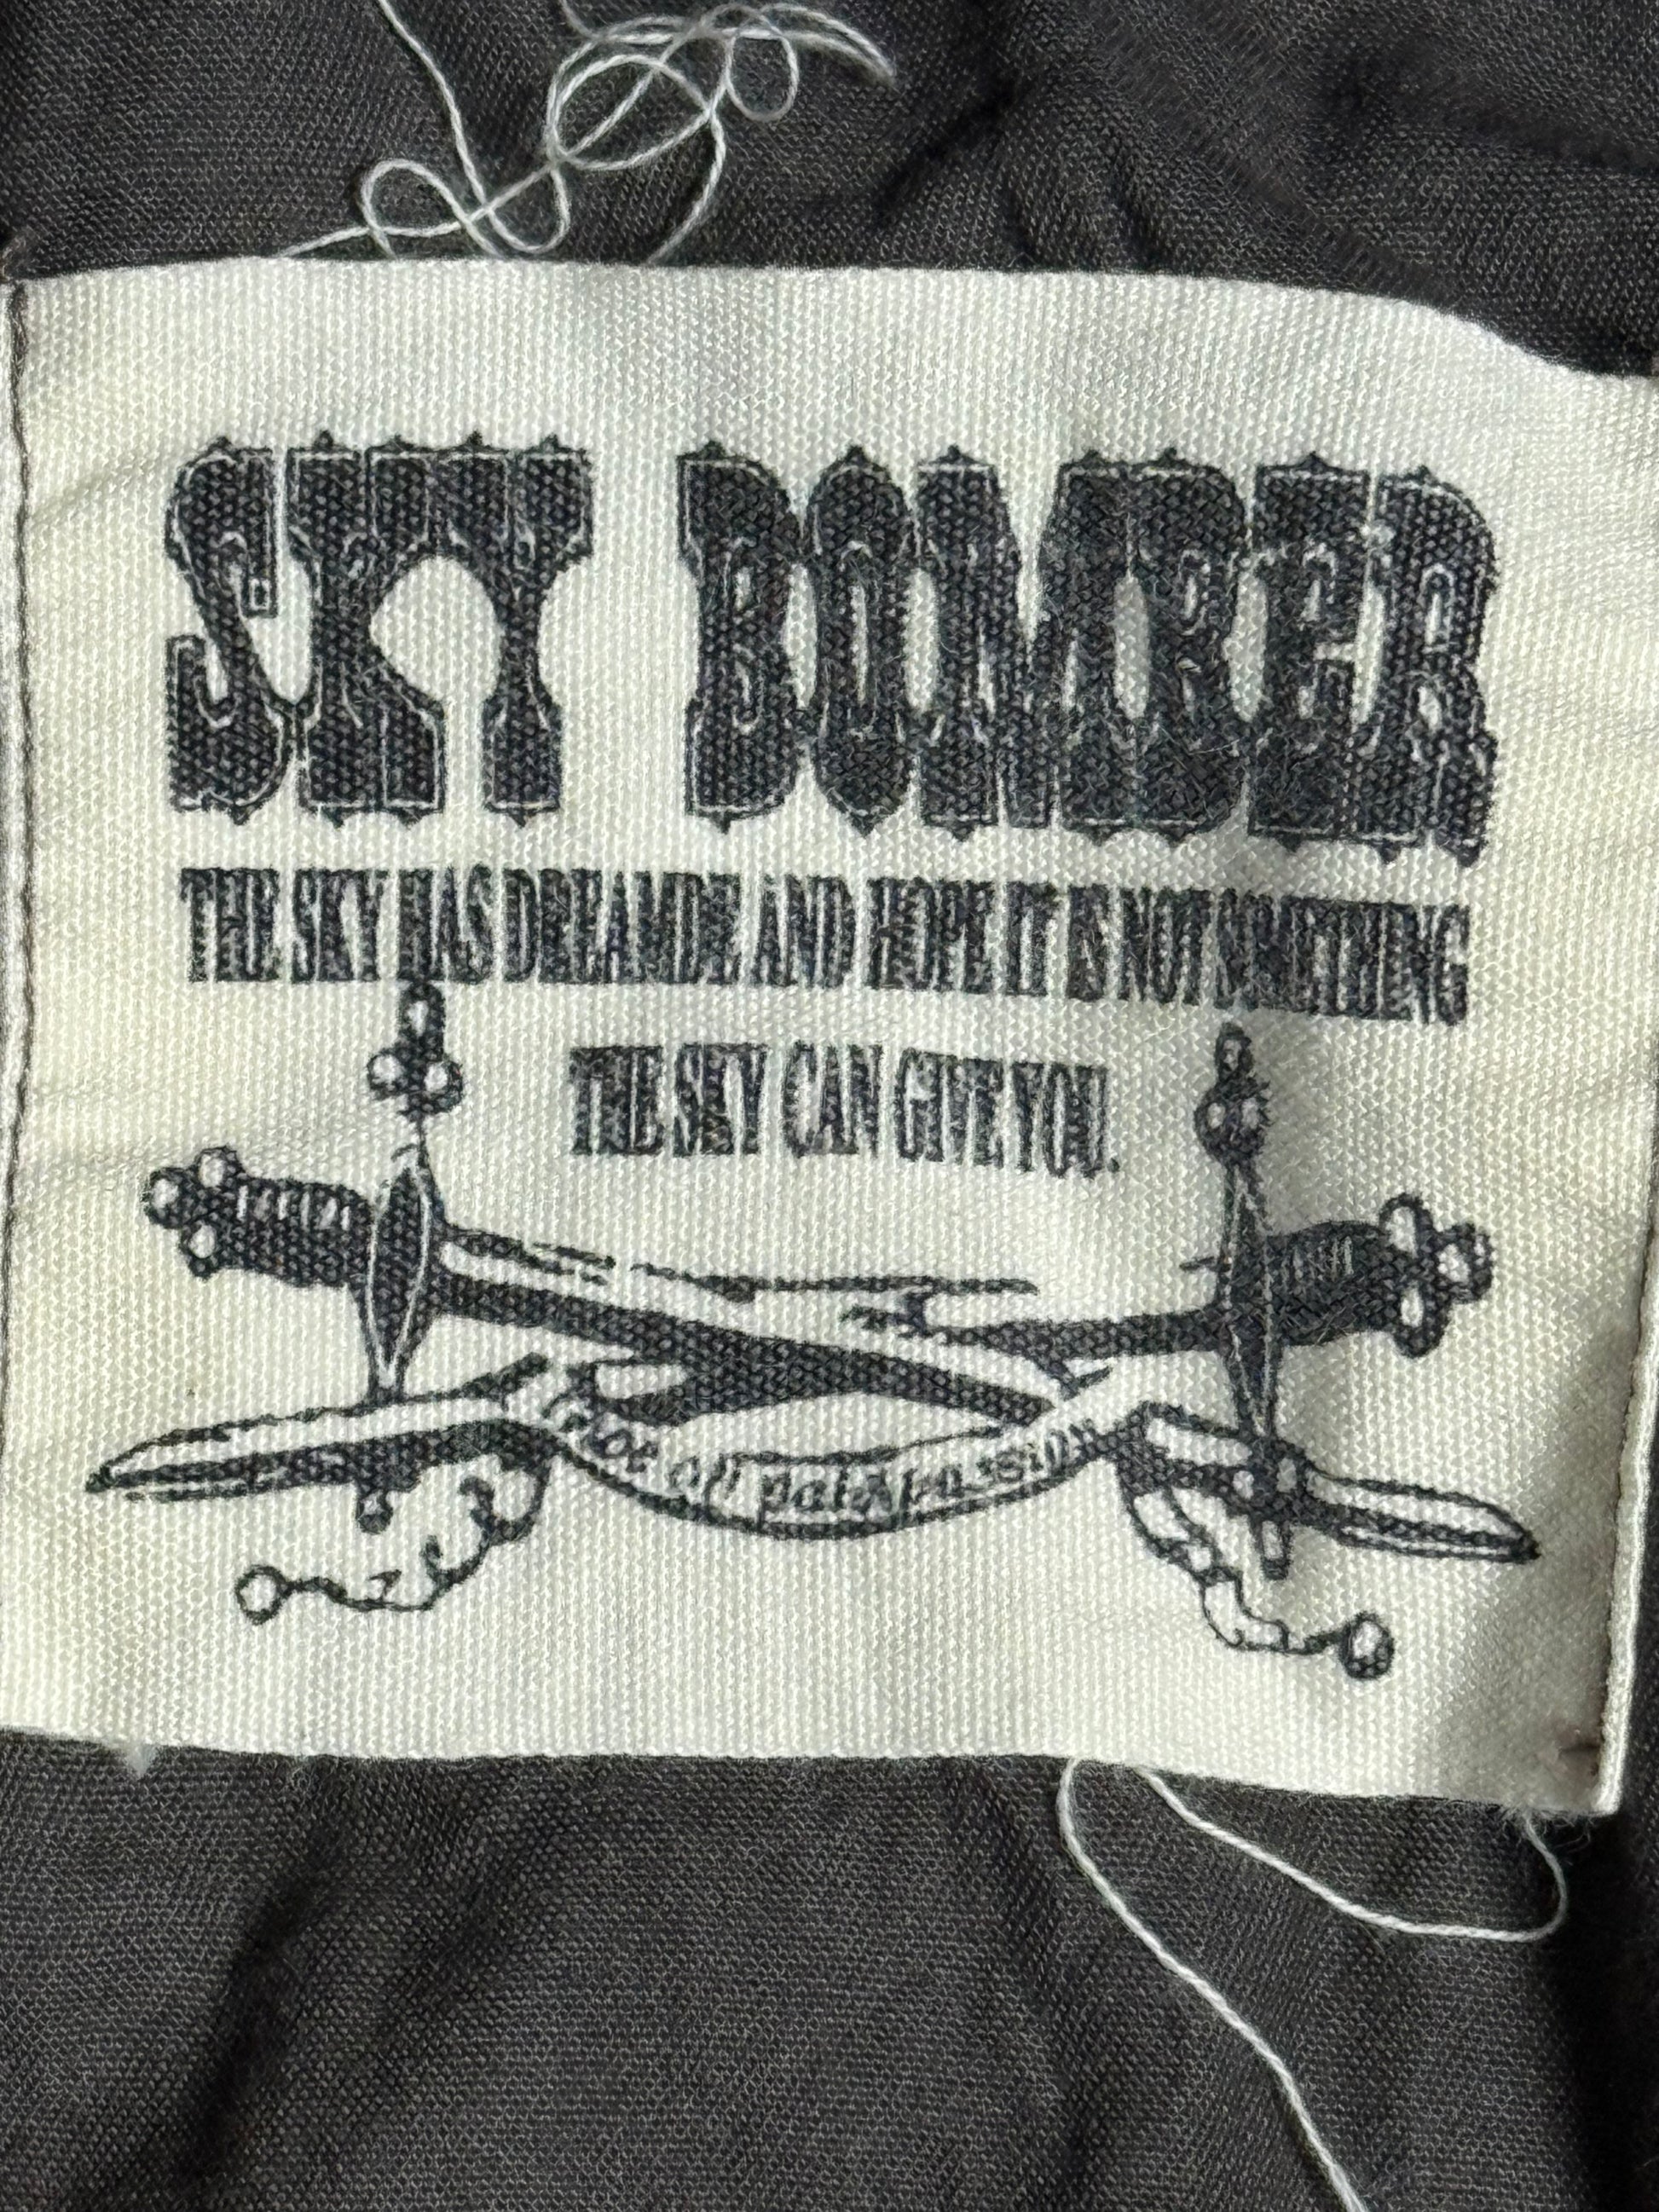 SKY BOMBER
THE SKY HAS DREAMDE AND HOPE IT IS NOT SOMETHING
THE SKY CAN GIVE YOU.